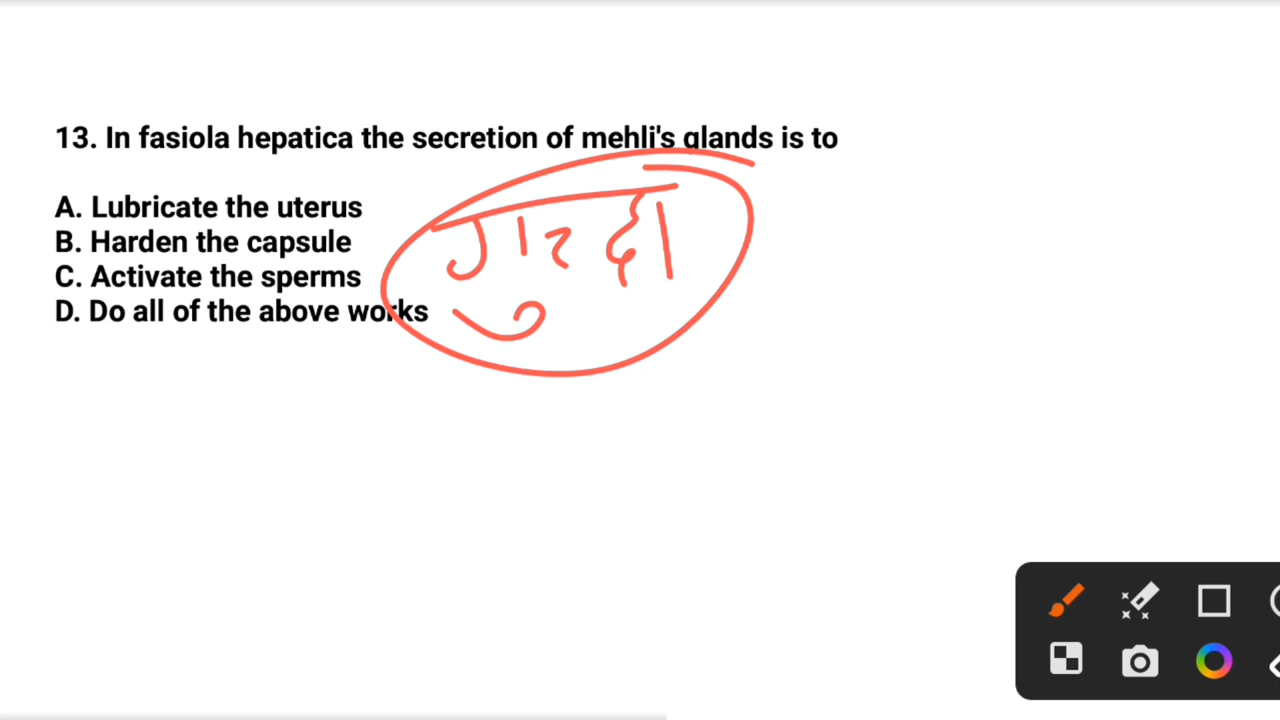 13. In fasiola hepatica the secretion of mehli's glands is to
A. Lubricate the uterus
B. Harden the capsule
C. Activate the sperms
D. Do all of the above works